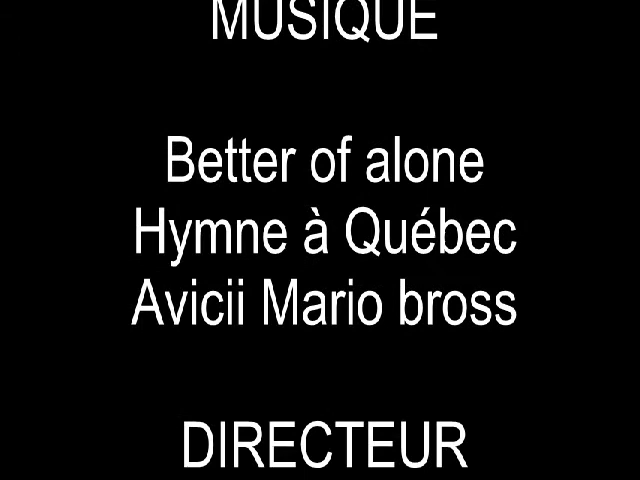 MUSIQUE
Better of alone
Hymne à Québec
Avicii Mario bross
DIRECTEUR